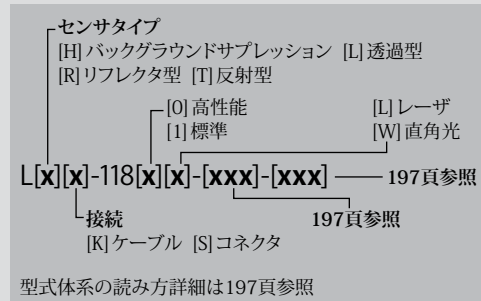 センサタイプ
[H]バックグラウンドサプレッション [L]透過型
[R]リフレクタ型 [T]反射型
[0]高性能 [L]レーザ
[1]標準 [W]直角光
L[x][x]-118[x][x]-[xxx]-[xxx] 197頁参照
接続 197頁参照
[K]ケーブル [S]コネクタ
型式体系の読み方詳細は197頁参照